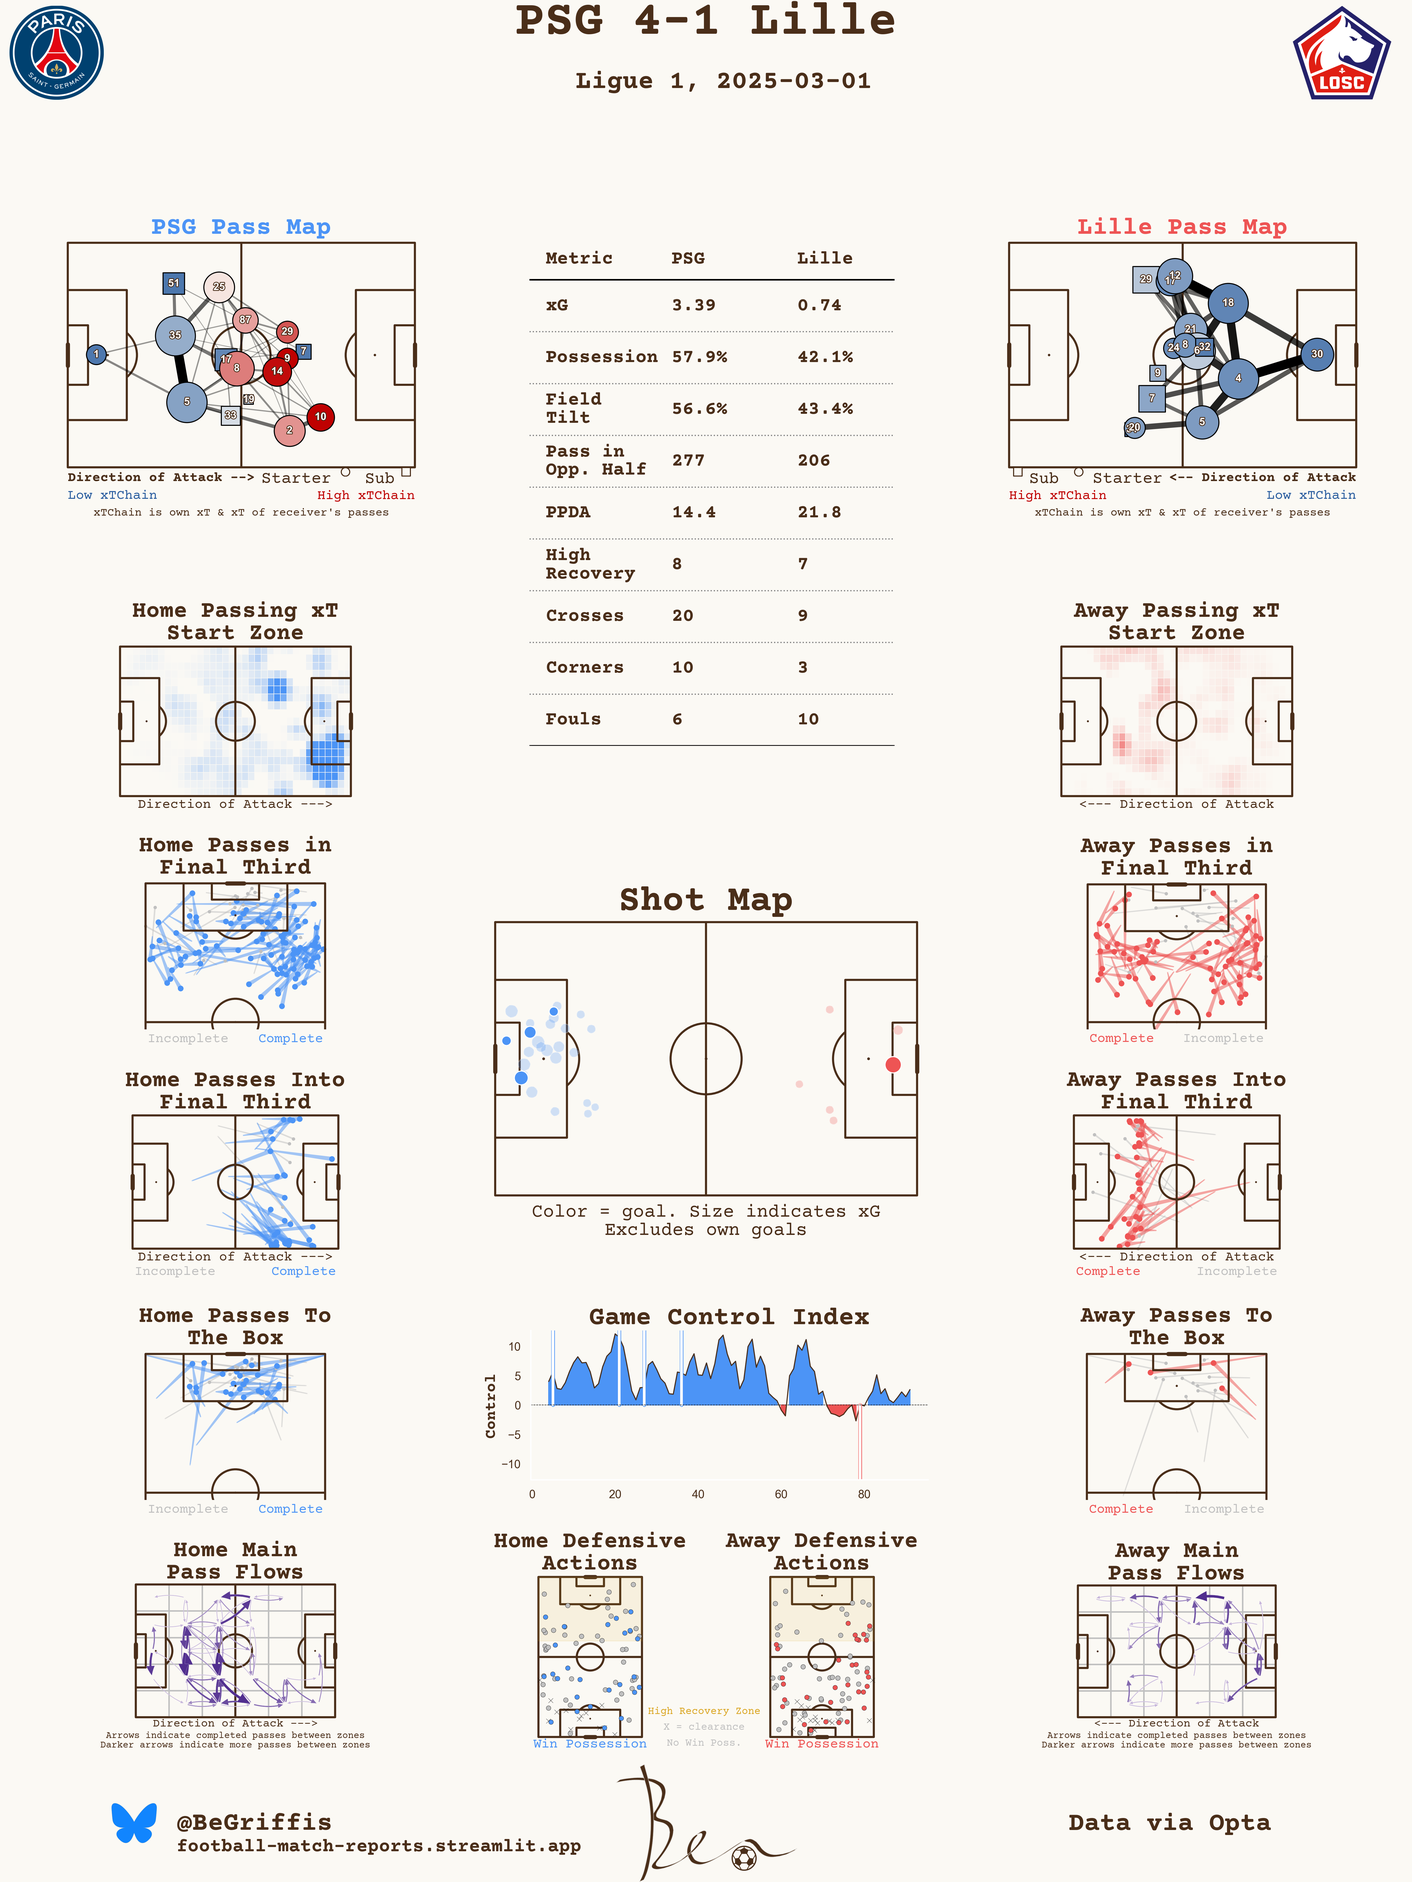 PSG 4-1 Lille
Ligue 1, 2025-03-01
PARIS
SAINT-GERMAIN
LOSC
PSG Pass Map
51
25
87
35
29
1
17
9
7
8
14
5
19
33
10
2
Direction of Attack --> Starter Sub
Low xTChain High xTChain
xTChain is own xT & xT of receiver's passes
Metric PSG Lille
xG 3.39 0.74
Possession 57.9% 42.1%
Field
Tilt 56.6% 43.4%
Pass in
Opp. Half 277 206
PPDA 14.4 21.8
High
Recovery 8 7
Crosses 20 9
Corners 10 3
Fouls 6 10
Lille Pass Map
29
17
12
18
21
24
8
6
32
30
9
4
7
20
5
Sub Starter <-- Direction of Attack
High xTChain Low xTChain
xTChain is own xT & xT of receiver's passes
Home Passing xT
Start Zone
Direction of Attack --->
Away Passing xT
Start Zone
<--- Direction of Attack
Home Passes in
Final Third
Incomplete Complete
Away Passes in
Final Third
Complete Incomplete
Shot Map
Color = goal. Size indicates xG
Excludes own goals
Home Passes Into
Final Third
Direction of Attack --->
Incomplete Complete
Away Passes Into
Final Third
<--- Direction of Attack
Complete Incomplete
Home Passes To
The Box
Incomplete Complete
Game Control Index
Control
10
5
0
−5
−10
0 20 40 60 80
Away Passes To
The Box
Complete Incomplete
Home Main
Pass Flows
Direction of Attack --->
Arrows indicate completed passes between zones
Darker arrows indicate more passes between zones
Home Defensive
Actions
Win Possession
High Recovery Zone
X = clearance
No Win Poss.
Away Defensive
Actions
Win Possession
Away Main
Pass Flows
<--- Direction of Attack
Arrows indicate completed passes between zones
Darker arrows indicate more passes between zones
@BeGriffis
football-match-reports.streamlit.app
Ben
Data via Opta